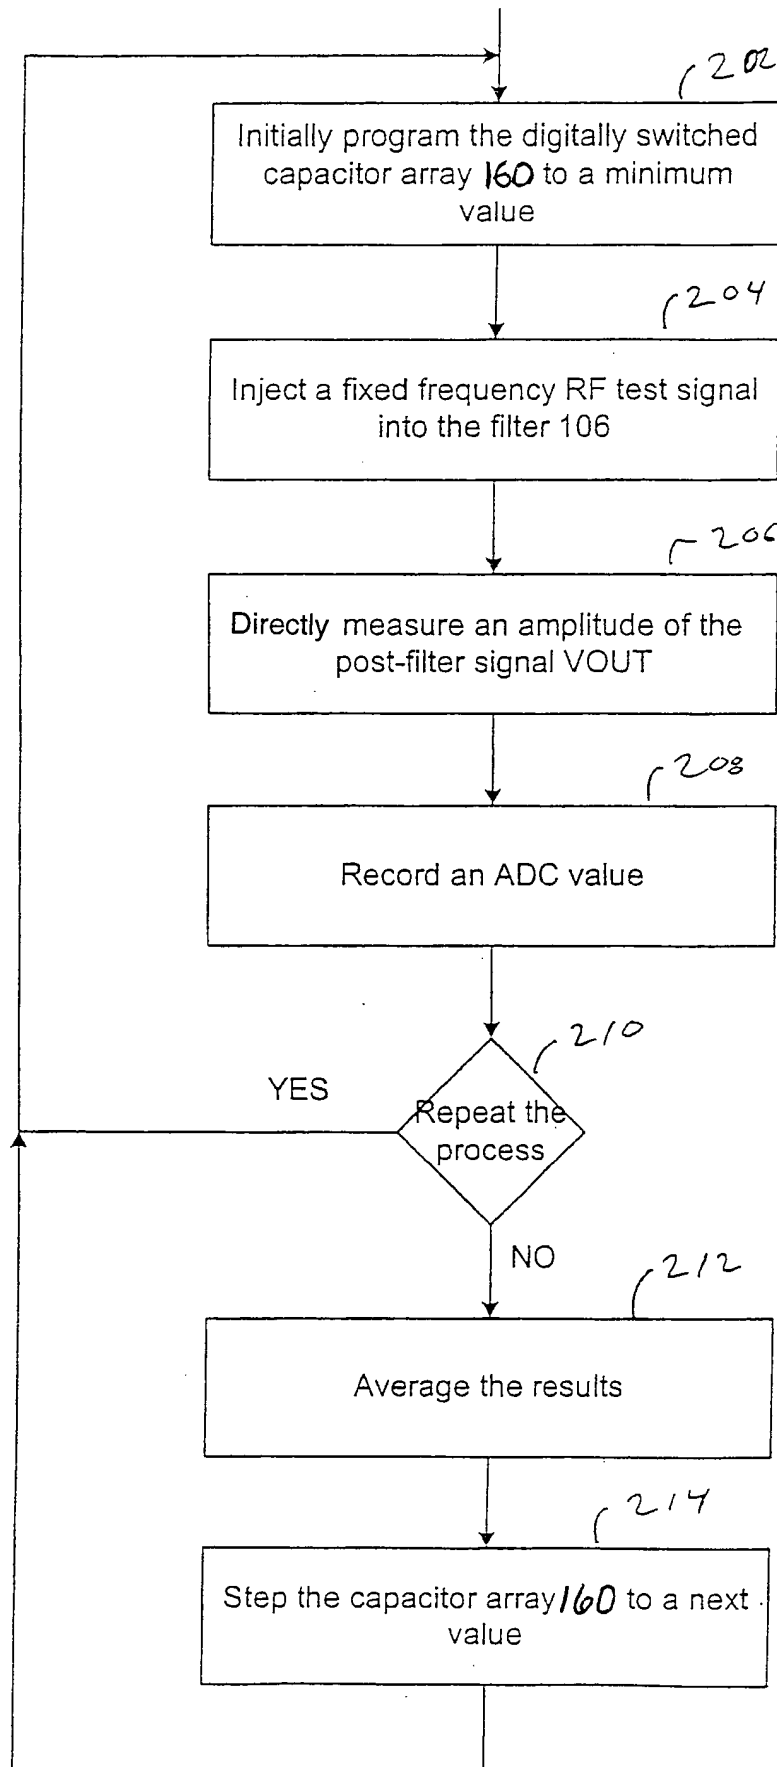 202
Initially program the digitally switched
capacitor array 160 to a minimum
value
204
Inject a fixed frequency RF test signal
into the filter 106
206
Directly measure an amplitude of the
post-filter signal VOUT
208
Record an ADC value
210
YES
Repeat the
process
NO
212
Average the results
214
Step the capacitor array 160 to a next
value